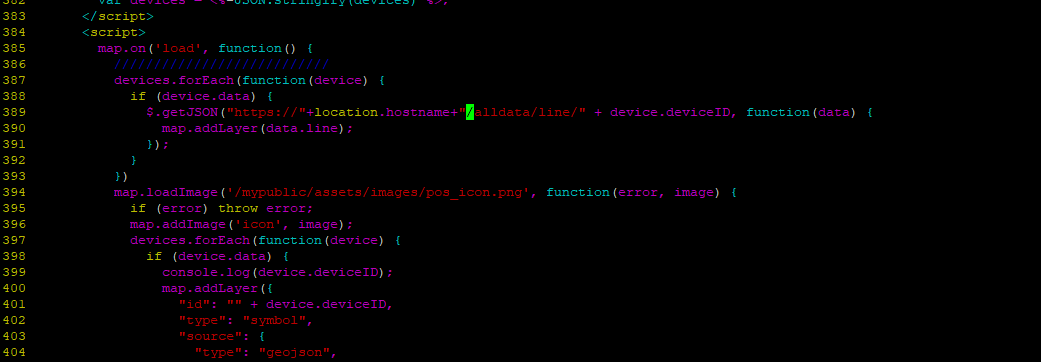 382 var devices = <%-JSON.stringify(devices) %>;
383 </script>
384 <script>
385 map.on('load', function() {
386 ///////////////////////////
387 devices.forEach(function(device) {
388 if (device.data) {
389 $.getJSON("https://"+location.hostname+"/alldata/line/" + device.deviceID, function(data) {
390 map.addLayer(data.line);
391 });
392 }
393 })
394 map.loadImage('/mypublic/assets/images/pos_icon.png', function(error, image) {
395 if (error) throw error;
396 map.addImage('icon', image);
397 devices.forEach(function(device) {
398 if (device.data) {
399 console.log(device.deviceID);
400 map.addLayer({
401 "id": "" + device.deviceID,
402 "type": "symbol",
403 "source": {
404 "type": "geojson",